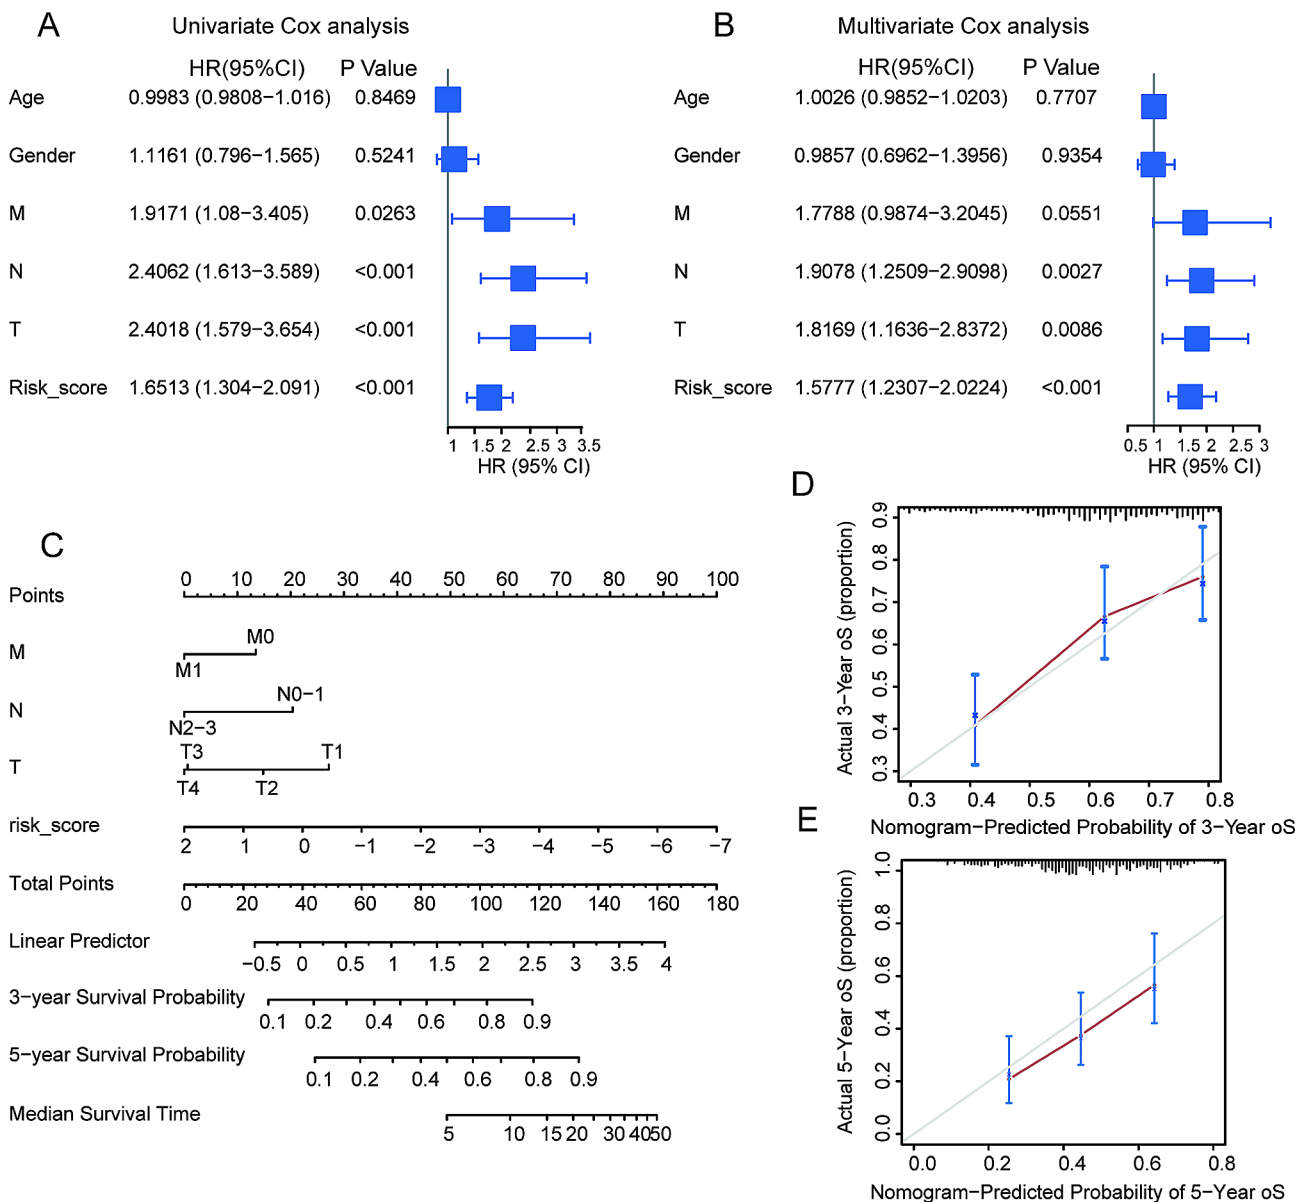 A
Univariate Cox analysis
HR(95%CI) P Value
Age 0.9983 (0.9808−1.016) 0.8469
Gender 1.1161 (0.796−1.565) 0.5241
M 1.9171 (1.08−3.405) 0.0263
N 2.4062 (1.613−3.589) <0.001
T 2.4018 (1.579−3.654) <0.001
Risk_score 1.6513 (1.304−2.091) <0.001
1 1.5 2 2.5 3 3.5
HR (95% CI)
B
Multivariate Cox analysis
HR(95%CI) P Value
Age 1.0026 (0.9852−1.0203) 0.7707
Gender 0.9857 (0.6962−1.3956) 0.9354
M 1.7788 (0.9874−3.2045) 0.0551
N 1.9078 (1.2509−2.9098) 0.0027
T 1.8169 (1.1636−2.8372) 0.0086
Risk_score 1.5777 (1.2307−2.0224) <0.001
0.5 1 1.5 2 2.5 3
HR (95% CI)
C
Points 0 10 20 30 40 50 60 70 80 90 100
M M0
M1
N N0−1
N2−3
T3 T1
T
T4 T2
risk_score
2 1 0 −1 −2 −3 −4 −5 −6 −7
Total Points
0 20 40 60 80 100 120 140 160 180
Linear Predictor
−0.5 0 0.5 1 1.5 2 2.5 3 3.5 4
3−year Survival Probability
0.1 0.2 0.4 0.6 0.8 0.9
5−year Survival Probability
0.1 0.2 0.4 0.6 0.8 0.9
Median Survival Time
5 10 15 20 30 40 50
D
Actual 3−Year oS (proportion)
0.3 0.4 0.5 0.6 0.7 0.8 0.9
0.3 0.4 0.5 0.6 0.7 0.8
Nomogram−Predicted Probability of 3−Year oS
E
Actual 5−Year oS (proportion)
0.0 0.2 0.4 0.6 0.8 1.0
0.0 0.2 0.4 0.6 0.8
Nomogram−Predicted Probability of 5−Year oS